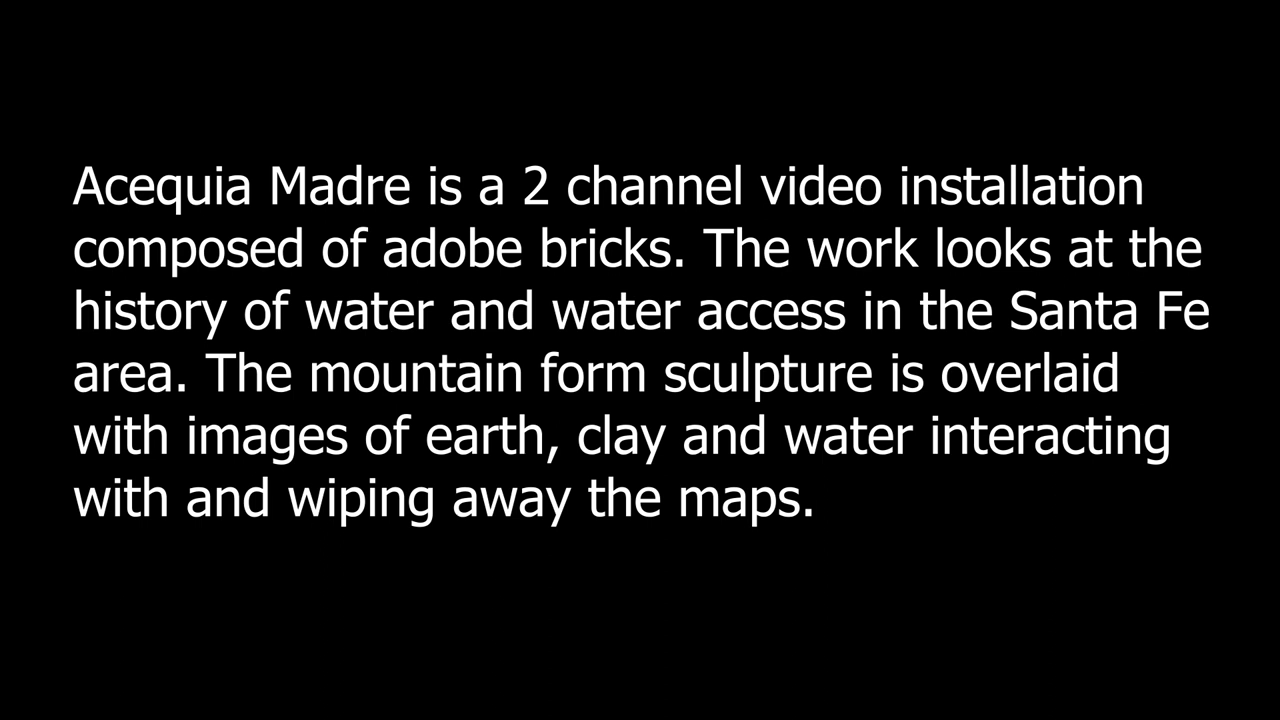 Acequia Madre is a 2 channel video installation
composed of adobe bricks. The work looks at the
history of water and water access in the Santa Fe
area. The mountain form sculpture is overlaid
with images of earth, clay and water interacting
with and wiping away the maps.